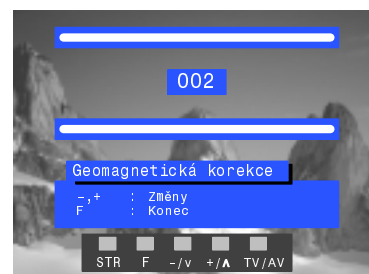 002
Geomagnetická korekce
-,+ : Změny
F : Konec
STR F -/v +/∧ TV/AV